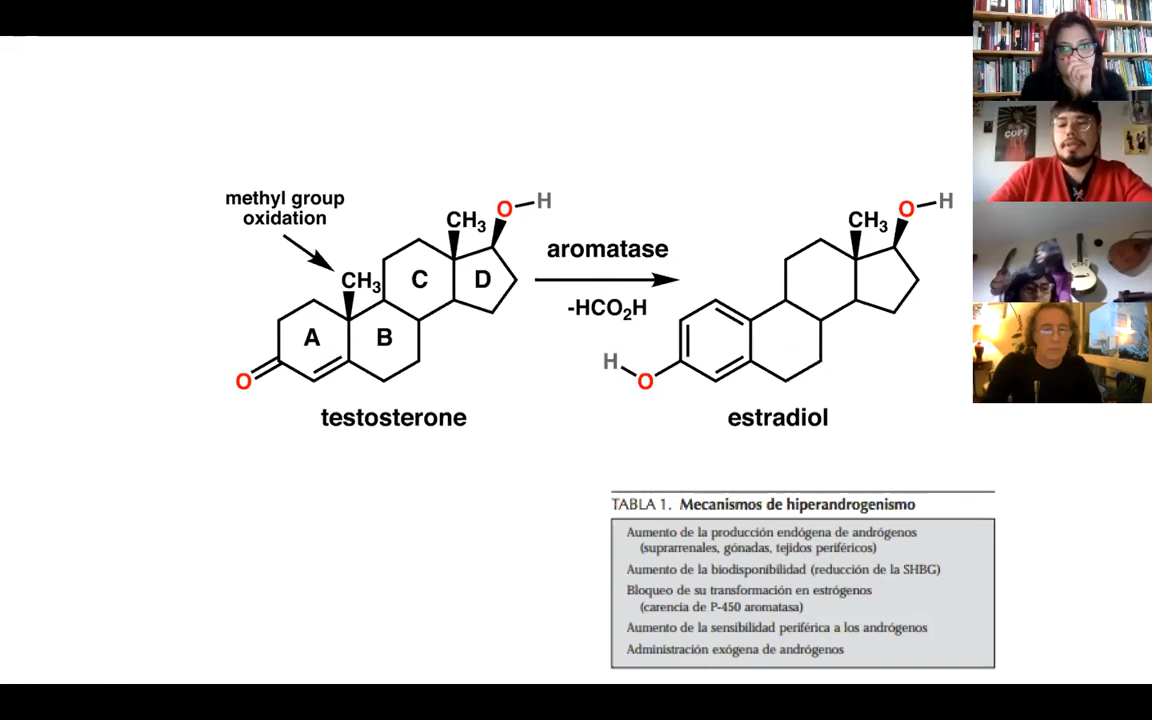 methyl group
oxidation
CH3
O
H
A
B
C
D
CH3
O
testosterone
aromatase
-HCO2H
CH3
O
H
H
O
estradiol
TABLA 1. Mecanismos de hiperandrogenismo
Aumento de la producción endógena de andrógenos
(suprarrenales, gónadas, tejidos periféricos)
Aumento de la biodisponibilidad (reducción de la SHBG)
Bloqueo de su transformación en estrógenos
(carencia de P-450 aromatasa)
Aumento de la sensibilidad periférica a los andrógenos
Administración exógena de andrógenos
COPI